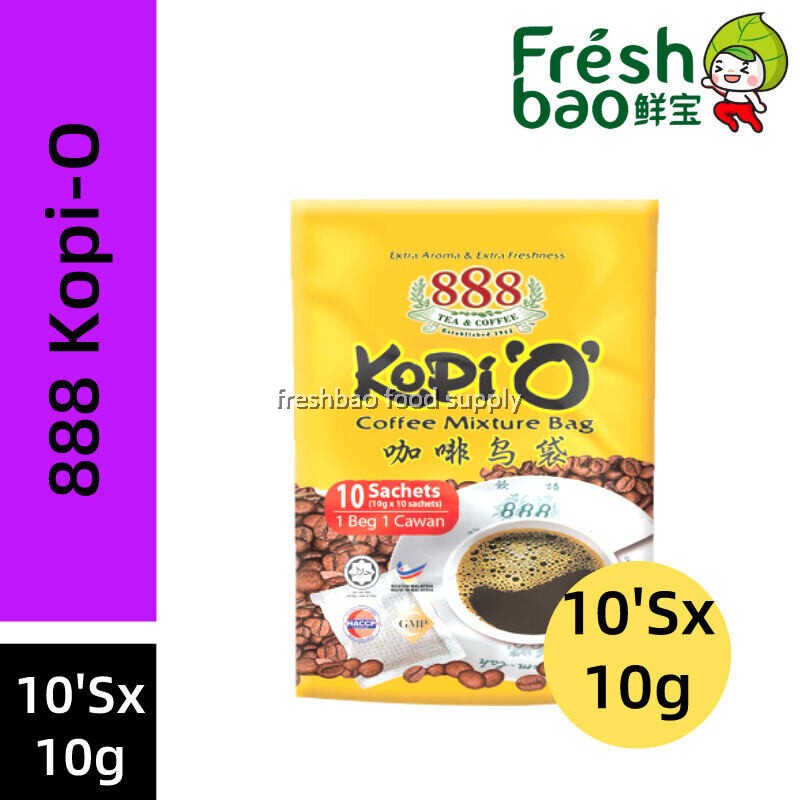 Frésh
bao鲜宝
888 Kopi-O
10'Sx
10g
Extra Aroma & Extra Freshness
888
TEA & COFFEE
Established 1955
KoPi 'O'
freshbao food supply
Coffee Mixture Bag
咖啡乌袋
10 Sachets
(10g x 10 sachets)
1 Beg 1 Cawan
888
HACCP
GMP
10'Sx
10g